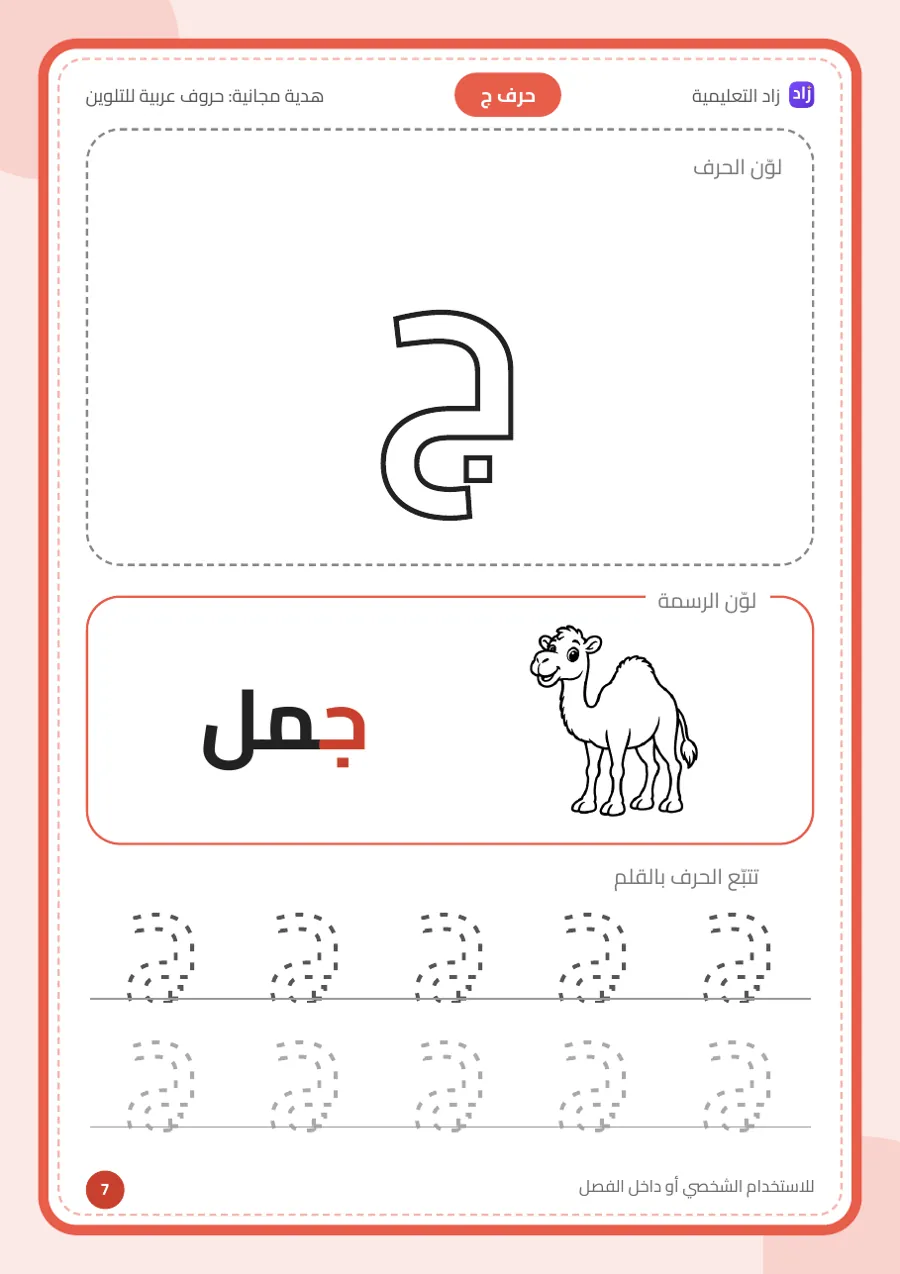 زاد زاد التعليمية
حرف ج
هدية مجانية: حروف عربية للتلوين
لوّن الحرف
ج
لوّن الرسمة
جمل
تتبّع الحرف بالقلم
ج ج ج ج ج
ج ج ج ج ج
للاستخدام الشخصي أو داخل الفصل
7